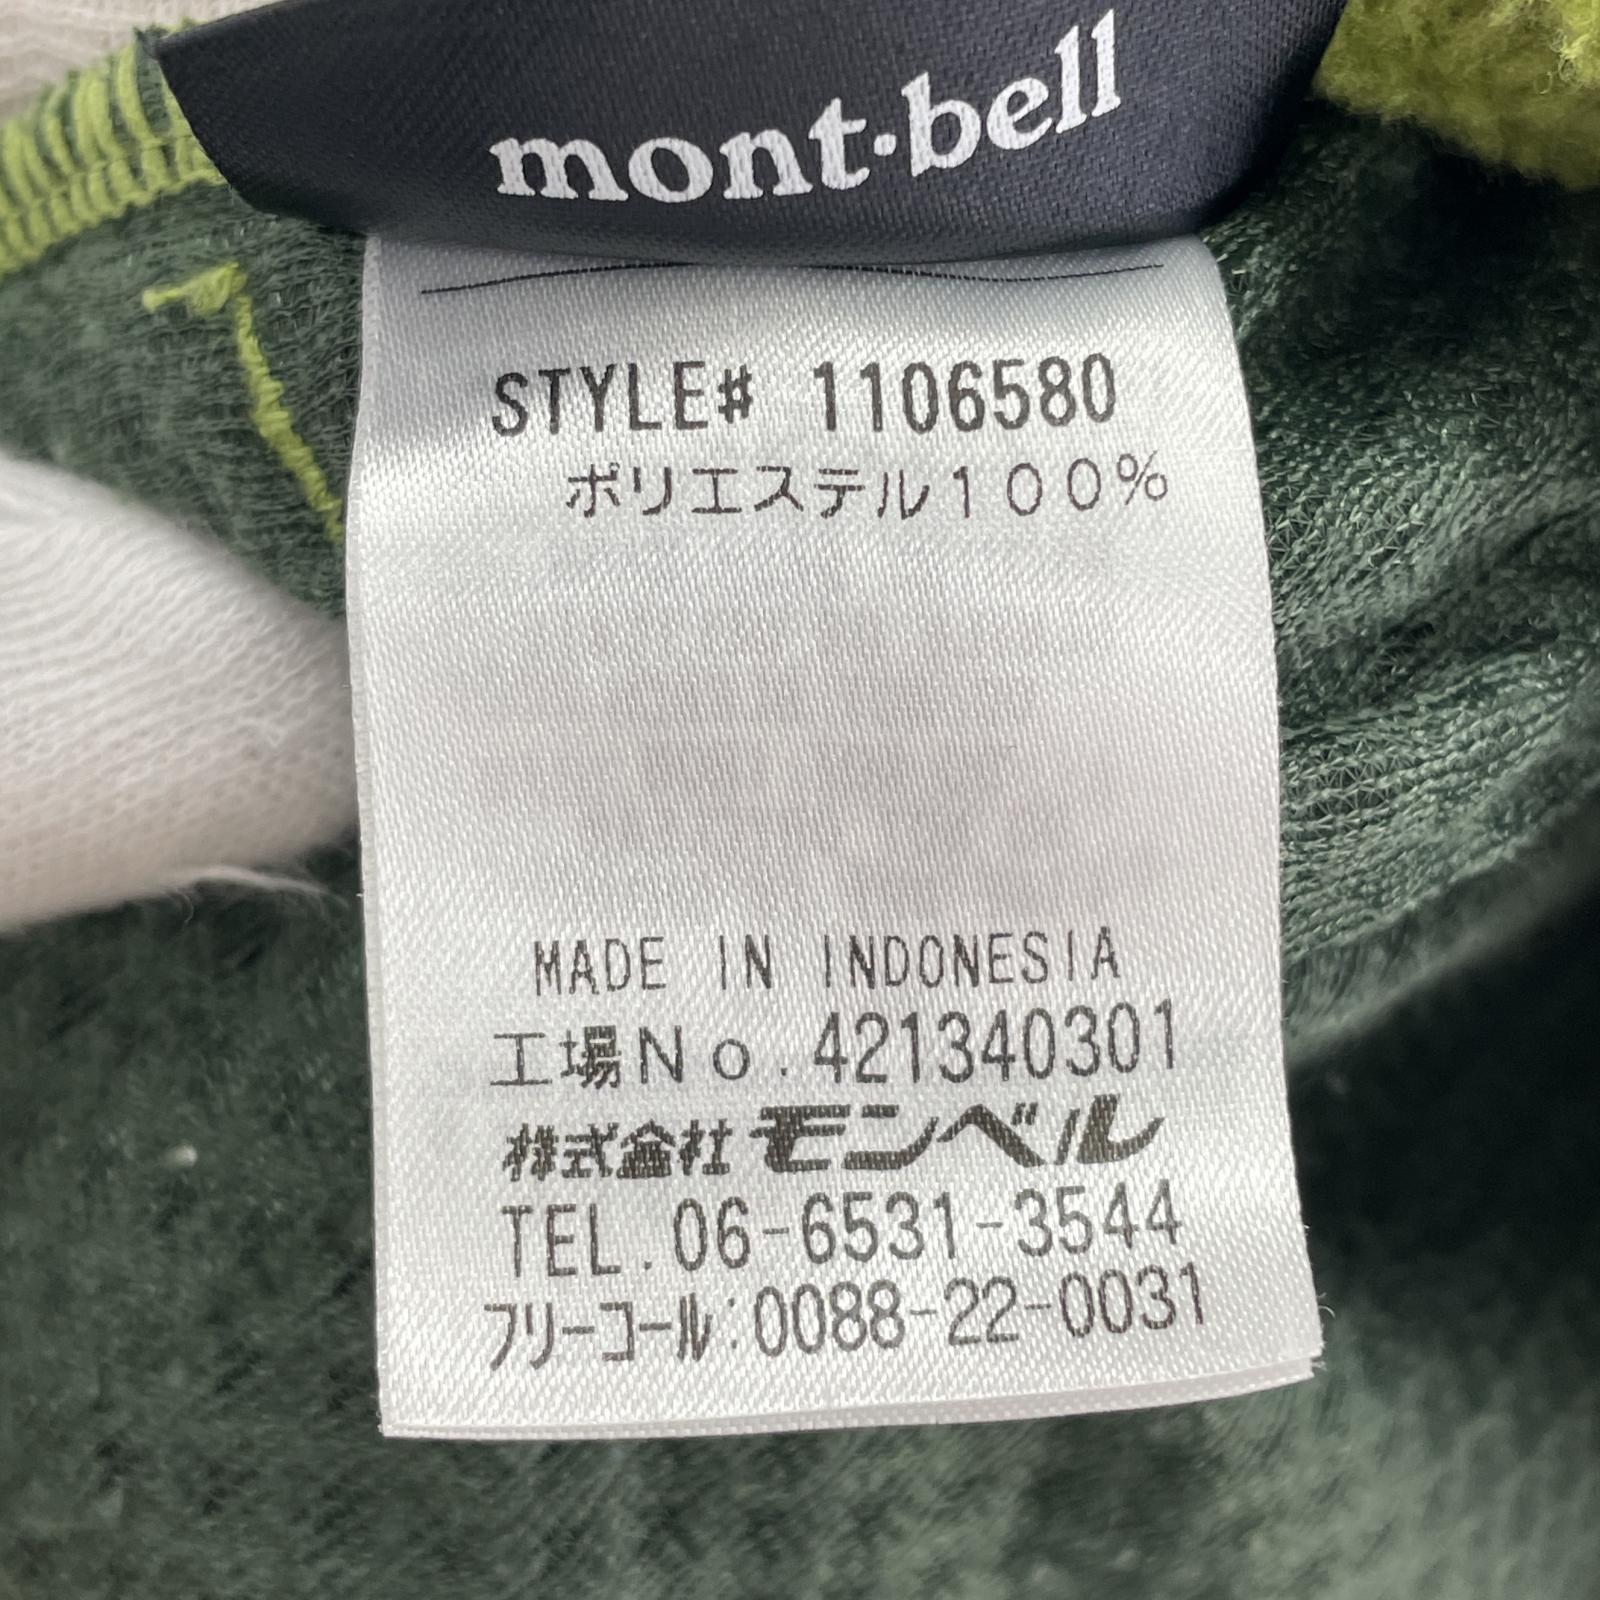 mont·bell
STYLE# 1106580
ポリエステル100%
MADE IN INDONESIA
工場No.421340301
株式会社モンベル
TEL.06-6531-3544
フリーコール:0088-22-0031